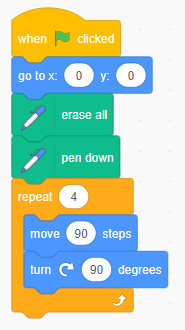 when clicked
go to x: 0 y: 0
erase all
pen down
repeat 4
move 90 steps
turn 90 degrees